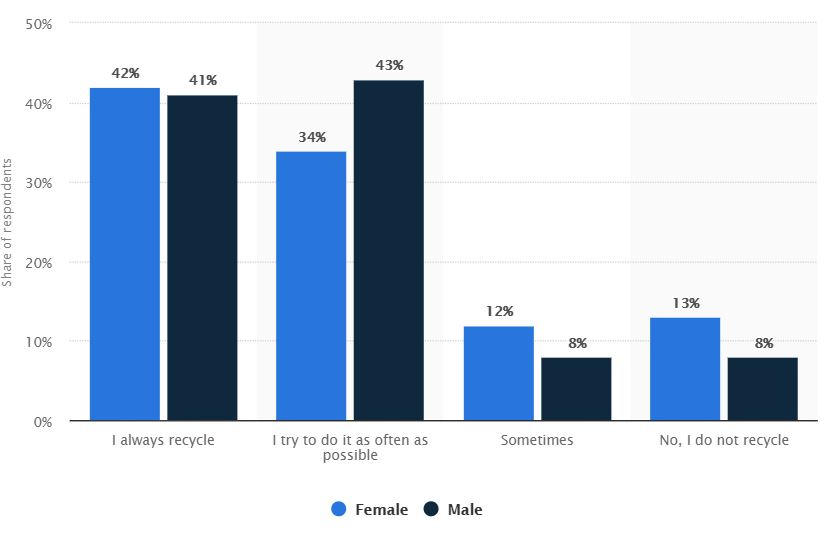 50%
42%
41%
43%
40%
34%
30%
Share of respondents
20%
12%
13%
10%
8%
8%
0%
I always recycle
I try to do it as often as
possible
Sometimes
No, I do not recycle
Female
Male